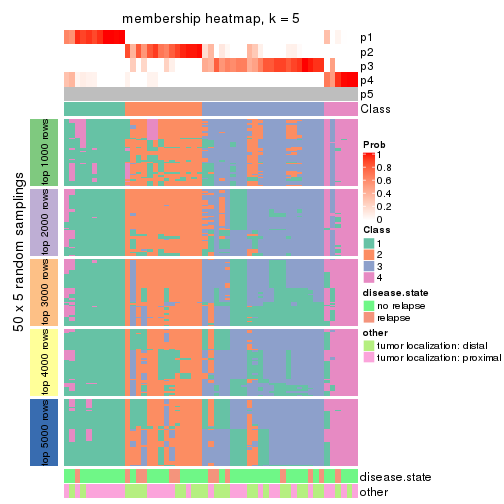 membership heatmap, k = 5
p1
p2
p3
p4
p5
Class
50 x 5 random samplings
top 1000 rows
top 2000 rows
top 3000 rows
top 4000 rows
top 5000 rows
disease.state
other
Prob
1
0.8
0.6
0.4
0.2
0
Class
1
2
3
4
disease.state
no relapse
relapse
other
tumor localization: distal
tumor localization: proximal